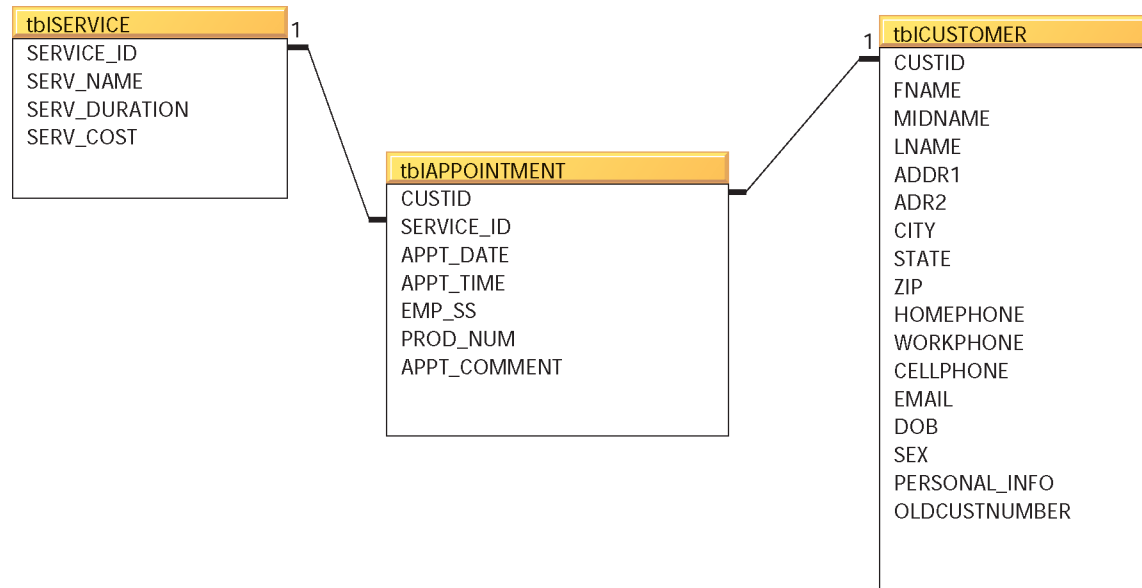 tblSERVICE
1
SERVICE_ID
SERV_NAME
SERV_DURATION
SERV_COST
tblAPPOINTMENT
CUSTID
SERVICE_ID
APPT_DATE
APPT_TIME
EMP_SS
PROD_NUM
APPT_COMMENT
1
tblCUSTOMER
CUSTID
FNAME
MIDNAME
LNAME
ADDR1
ADR2
CITY
STATE
ZIP
HOMEPHONE
WORKPHONE
CELLPHONE
EMAIL
DOB
SEX
PERSONAL_INFO
OLDCUSTNUMBER